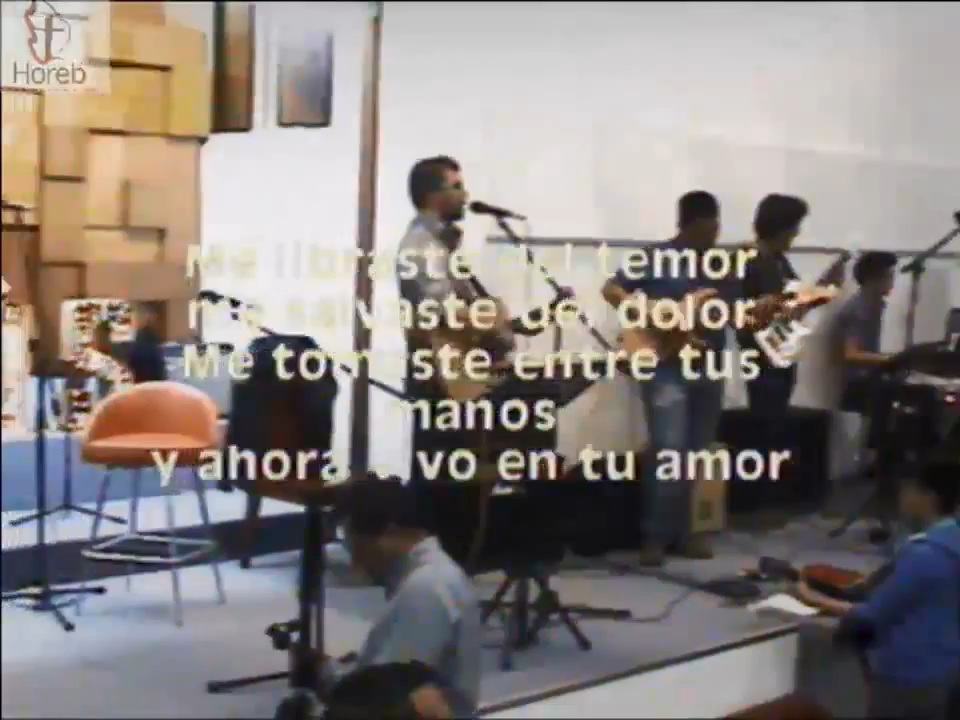 Horeb
Me libraste del temor
me salvaste del dolor
Me tomaste entre tus
manos
y ahora vivo en tu amor